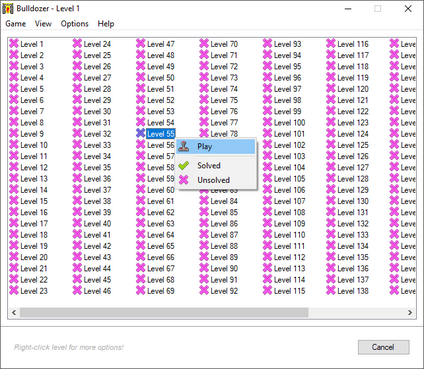 Bulldozer - Level 1
Game View Options Help
Level 1
Level 2
Level 3
Level 4
Level 5
Level 6
Level 7
Level 8
Level 9
Level 10
Level 11
Level 12
Level 13
Level 14
Level 15
Level 16
Level 17
Level 18
Level 19
Level 20
Level 21
Level 22
Level 23
Level 24
Level 25
Level 26
Level 27
Level 28
Level 29
Level 30
Level 31
Level 32
Level 33
Level 34
Level 35
Level 36
Level 37
Level 38
Level 39
Level 40
Level 41
Level 42
Level 43
Level 44
Level 45
Level 46
Level 47
Level 48
Level 49
Level 50
Level 51
Level 52
Level 53
Level 54
Level 55
Level 56
Level 57
Level 58
Level 59
Level 60
Level 61
Level 62
Level 63
Level 64
Level 65
Level 66
Level 67
Level 68
Level 69
Play
Solved
Unsolved
Level 70
Level 71
Level 72
Level 73
Level 74
Level 75
Level 76
Level 77
Level 78
Level 83
Level 84
Level 85
Level 86
Level 87
Level 88
Level 89
Level 90
Level 91
Level 92
Level 93
Level 94
Level 95
Level 96
Level 97
Level 98
Level 99
Level 100
Level 101
Level 102
Level 103
Level 104
Level 105
Level 106
Level 107
Level 108
Level 109
Level 110
Level 111
Level 112
Level 113
Level 114
Level 115
Level 116
Level 117
Level 118
Level 119
Level 120
Level 121
Level 122
Level 123
Level 124
Level 125
Level 126
Level 127
Level 128
Level 129
Level 130
Level 131
Level 132
Level 133
Level 134
Level 135
Level 136
Level 137
Level 138
Right-click level for more options!
Cancel